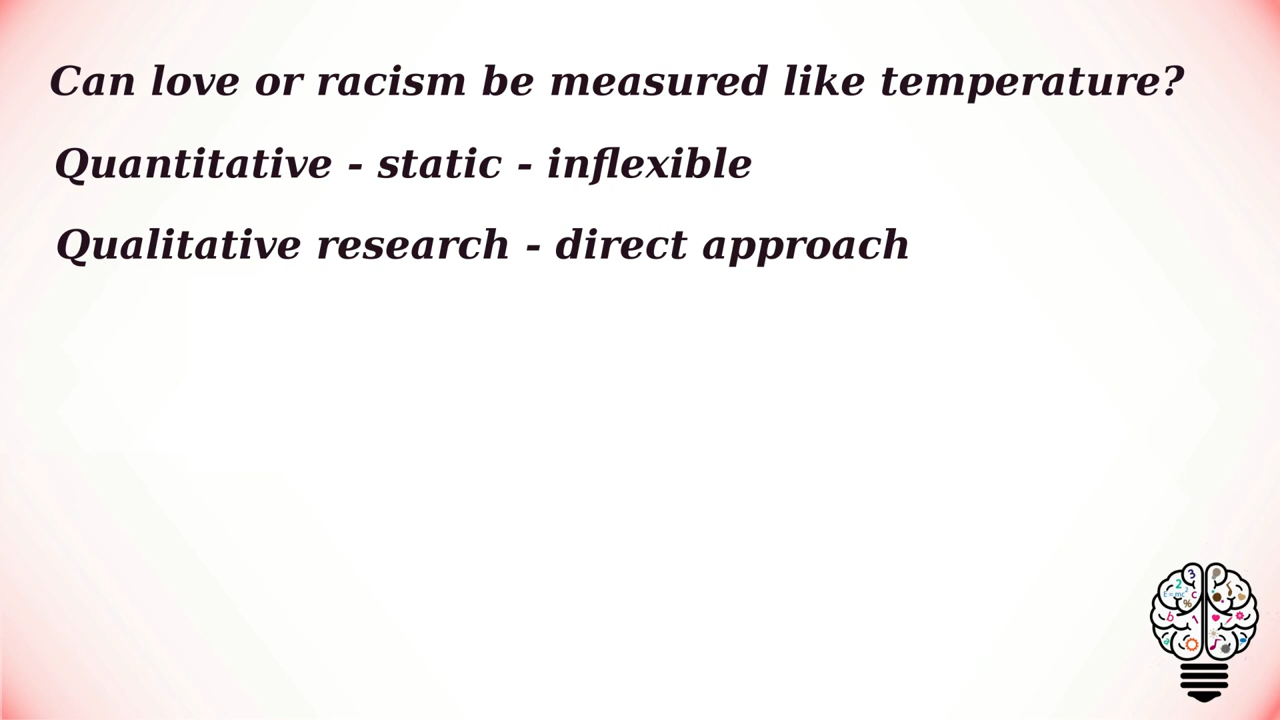 Can love or racism be measured like temperature?
Quantitative - static - inflexible
Qualitative research - direct approach